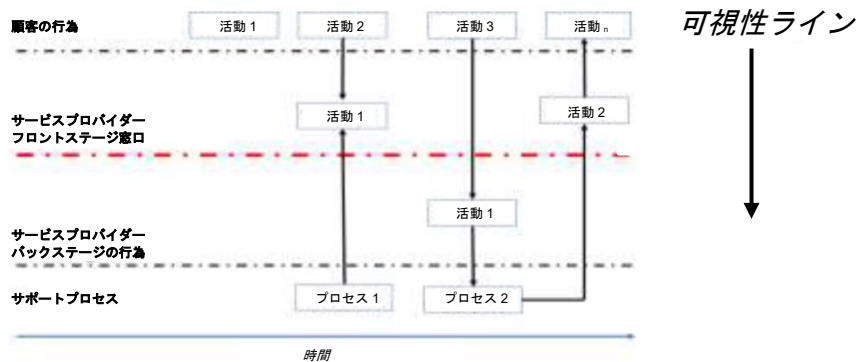 顧客の行為
活動 1
活動 2
活動 3
活動 n
可視性ライン
サービスプロバイダー
フロントステージ窓口
活動 1
活動 2
サービスプロバイダー
バックステージの行為
活動 1
サポートプロセス
プロセス 1
プロセス 2
時間